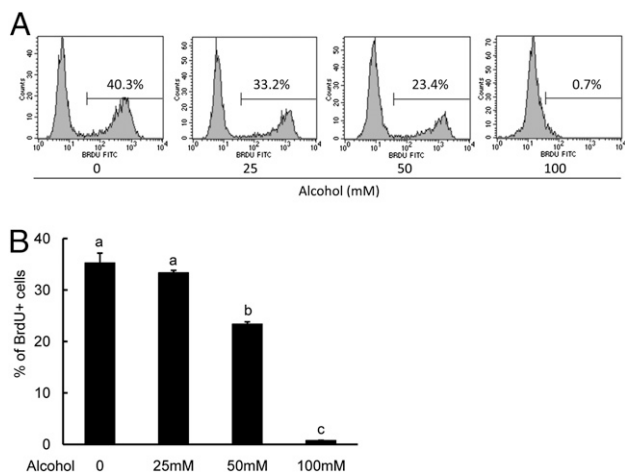 A
40.3%
33.2%
23.4%
0.7%
Counts
Counts
Counts
Counts
BRDU FITC
BRDU FITC
BRDU FITC
BRDU FITC
0
25
50
100
Alcohol (mM)
B
% of BrdU+ cells
40
30
20
10
0
a
a
b
c
Alcohol 0 25mM 50mM 100mM